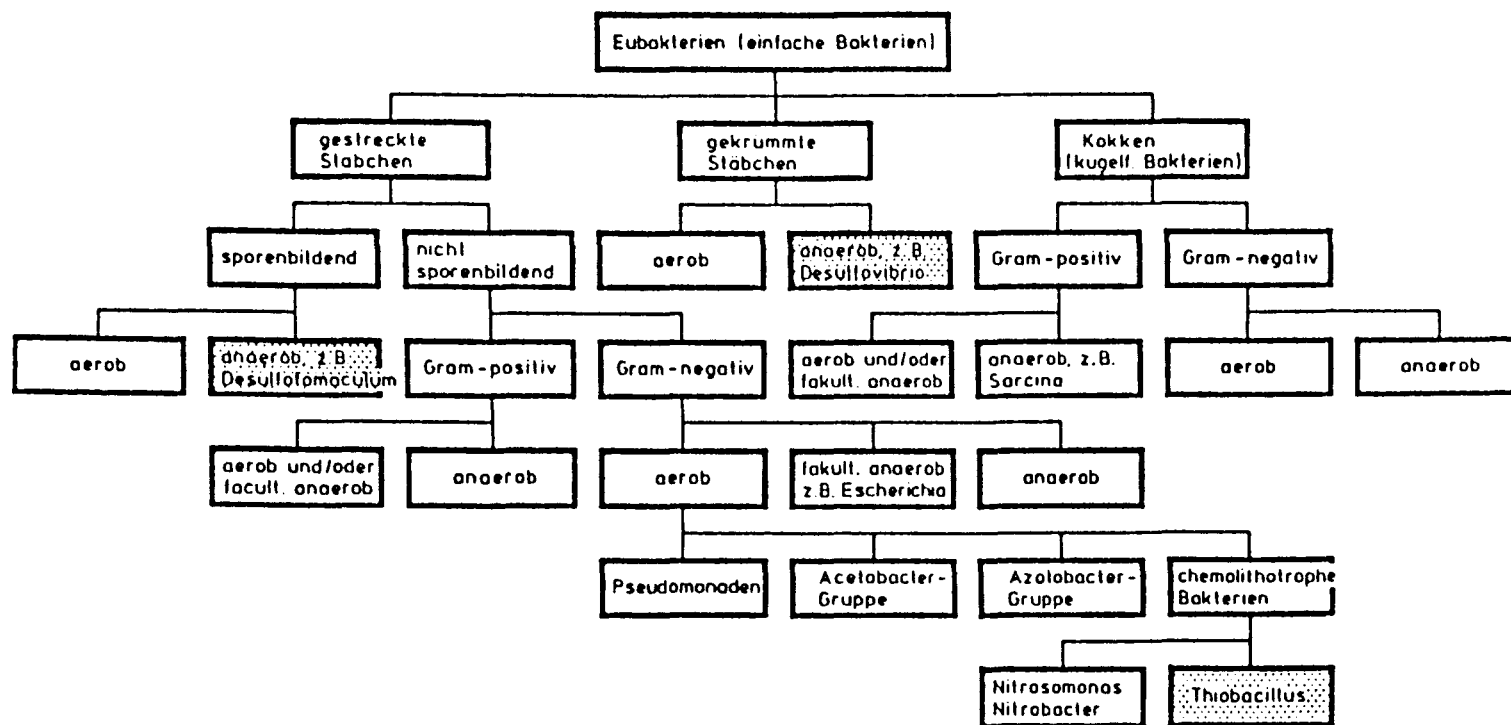 Eubakterien (einfache Bakterien)
gestreckte
Stäbchen
gekrümmte
Stäbchen
Kokken
(kugelf. Bakterien)
sporenbildend
nicht
sporenbildend
aerob
anaerob, z.B.
Desulfovibrio
Gram-positiv
Gram-negativ
aerob
anaerob, z.B.
Desulfotomaculum
Gram-positiv
Gram-negativ
aerob und/oder
fakult. anaerob
anaerob, z.B.
Sarcina
aerob
anaerob
aerob und/oder
facult. anaerob
anaerob
aerob
fakult. anaerob
z.B. Escherichia
anaerob
Pseudomonaden
Acetobacter-
Gruppe
Azotobacter-
Gruppe
chemolithotrophe
Bakterien
Nitrosomonas
Nitrobacter
Thiobacillus